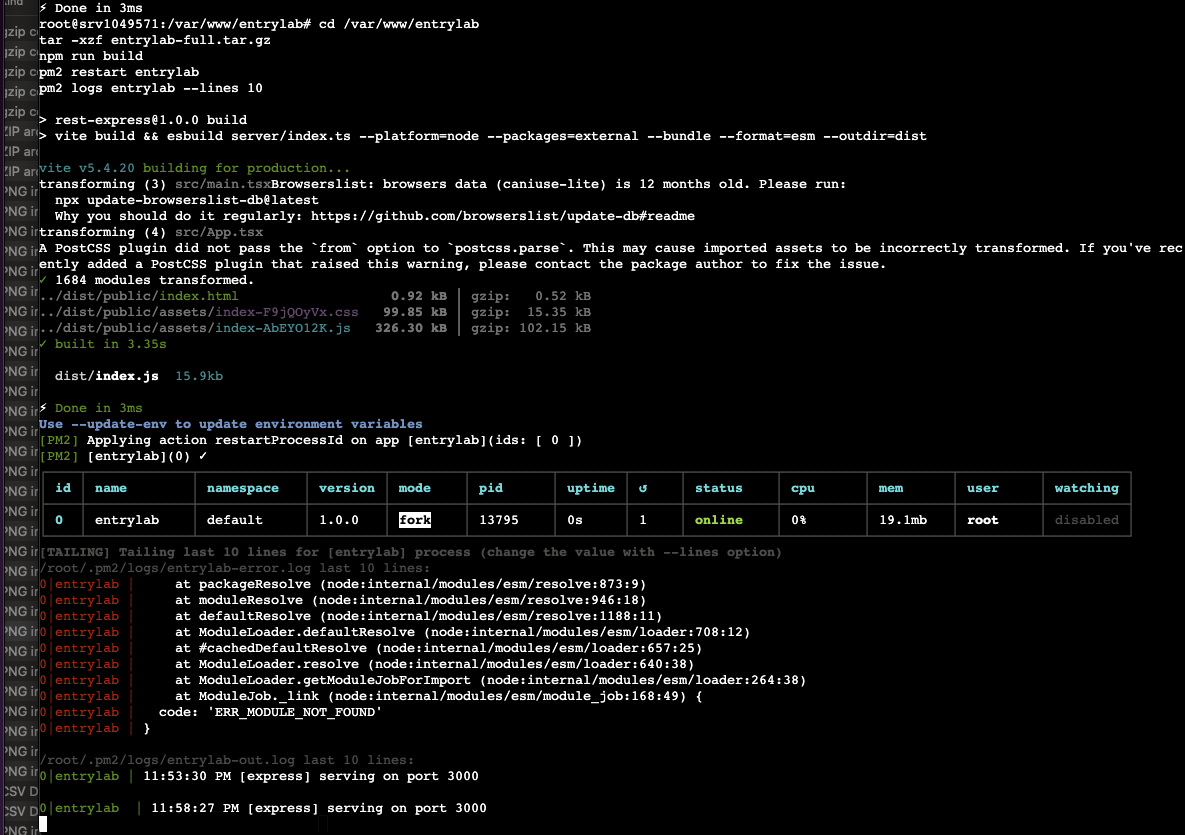 ⚡ Done in 3ms
root@srv1049571:/var/www/entrylab# cd /var/www/entrylab
tar -xzf entrylab-full.tar.gz
npm run build
pm2 restart entrylab
pm2 logs entrylab --lines 10
> rest-express@1.0.0 build
> vite build && esbuild server/index.ts --platform=node --packages=external --bundle --format=esm --outdir=dist
vite v5.4.20 building for production...
transforming (3) src/main.tsxBrowserslist: browsers data (caniuse-lite) is 12 months old. Please run:
  npx update-browserslist-db@latest
  Why you should do it regularly: https://github.com/browserslist/update-db#readme
transforming (4) src/App.tsx
A PostCSS plugin did not pass the `from` option to `postcss.parse`. This may cause imported assets to be incorrectly transformed. If you've rec
ently added a PostCSS plugin that raised this warning, please contact the package author to fix the issue.
✓ 1684 modules transformed.
../dist/public/index.html                   0.92 kB │ gzip:   0.52 kB
../dist/public/assets/index-F9jQOyVx.css   99.85 kB │ gzip:  15.35 kB
../dist/public/assets/index-AbEYO12K.js   326.30 kB │ gzip: 102.15 kB
✓ built in 3.35s
  dist/index.js  15.9kb
⚡ Done in 3ms
Use --update-env to update environment variables
[PM2] Applying action restartProcessId on app [entrylab](ids: [ 0 ])
[PM2] [entrylab](0) ✓
id │ name │ namespace │ version │ mode │ pid │ uptime │ ↺ │ status │ cpu │ mem │ user │ watching
0 │ entrylab │ default │ 1.0.0 │ fork │ 13795 │ 0s │ 1 │ online │ 0% │ 19.1mb │ root │ disabled
[TAILING] Tailing last 10 lines for [entrylab] process (change the value with --lines option)
/root/.pm2/logs/entrylab-error.log last 10 lines:
0|entrylab |     at packageResolve (node:internal/modules/esm/resolve:873:9)
0|entrylab |     at moduleResolve (node:internal/modules/esm/resolve:946:18)
0|entrylab |     at defaultResolve (node:internal/modules/esm/resolve:1188:11)
0|entrylab |     at ModuleLoader.defaultResolve (node:internal/modules/esm/loader:708:12)
0|entrylab |     at #cachedDefaultResolve (node:internal/modules/esm/loader:657:25)
0|entrylab |     at ModuleLoader.resolve (node:internal/modules/esm/loader:640:38)
0|entrylab |     at ModuleLoader.getModuleJobForImport (node:internal/modules/esm/loader:264:38)
0|entrylab |     at ModuleJob._link (node:internal/modules/esm/module_job:168:49) {
0|entrylab |   code: 'ERR_MODULE_NOT_FOUND'
0|entrylab | }
/root/.pm2/logs/entrylab-out.log last 10 lines:
0|entrylab | 11:53:30 PM [express] serving on port 3000
0|entrylab  | 11:58:27 PM [express] serving on port 3000